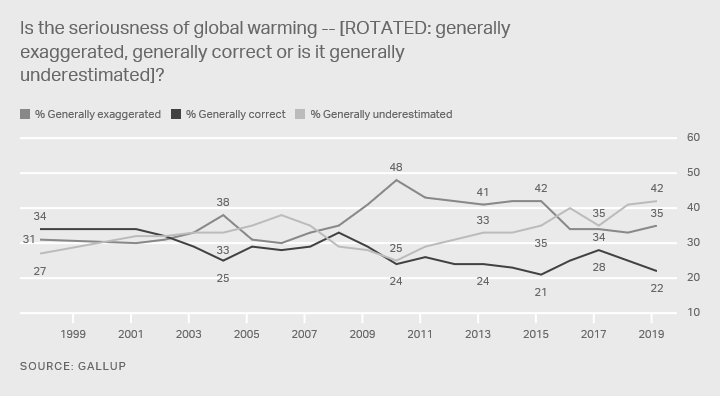 Is the seriousness of global warming -- [ROTATED: generally
exaggerated, generally correct or is it generally
underestimated]?
% Generally exaggerated % Generally correct % Generally underestimated
60
48 50
38 41 42 42
34 40
35 35
31 33 33 25 35 34 30
27 25 24 24 28
21 22 20
10
1999 2001 2003 2005 2007 2009 2011 2013 2015 2017 2019
SOURCE: GALLUP